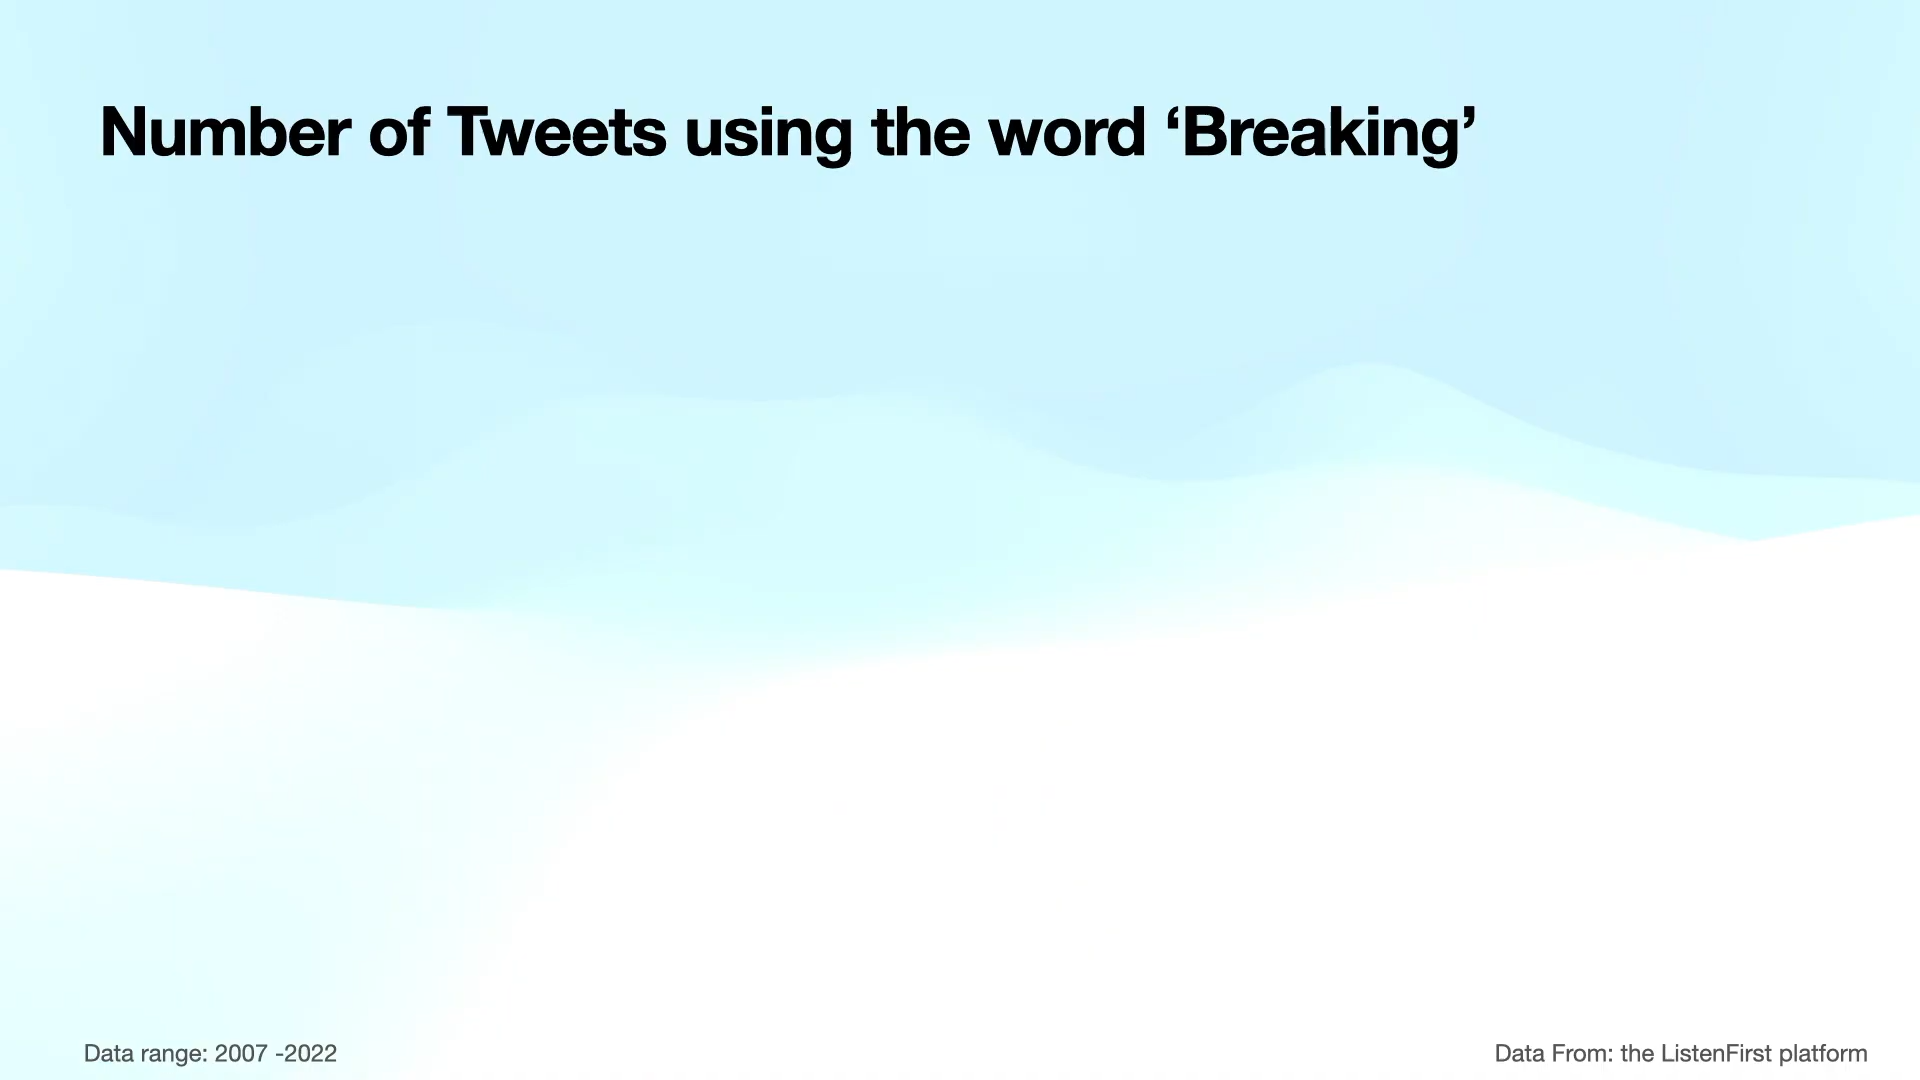 Number of Tweets using the word ‘Breaking’
Data range: 2007 -2022
Data From: the ListenFirst platform